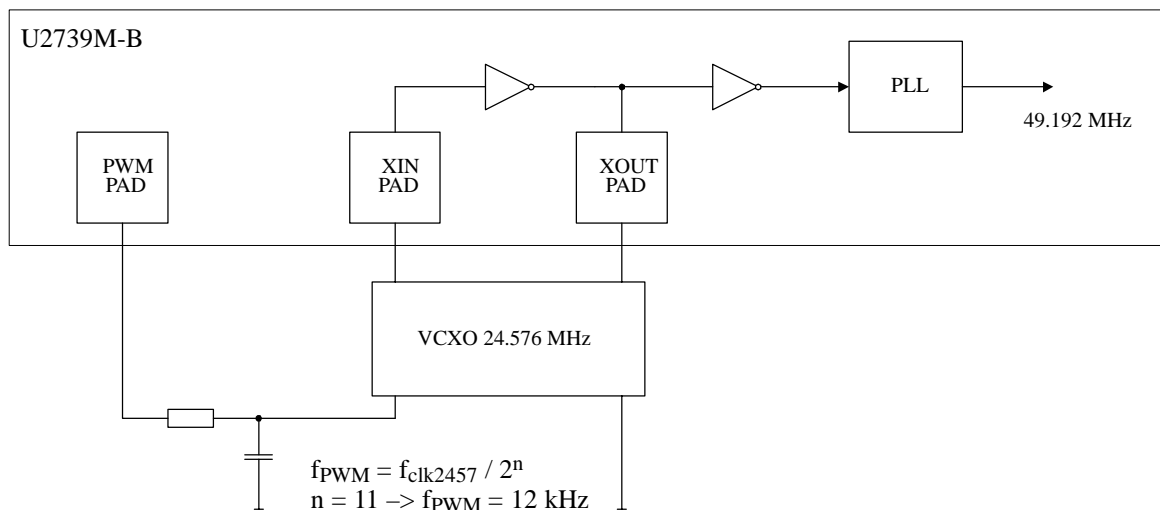 U2739M-B
PLL
49.192 MHz
PWM
PAD
XIN
PAD
XOUT
PAD
VCXO 24.576 MHz
fPWM = fclk2457 / 2ⁿ
n = 11 –> fPWM = 12 kHz